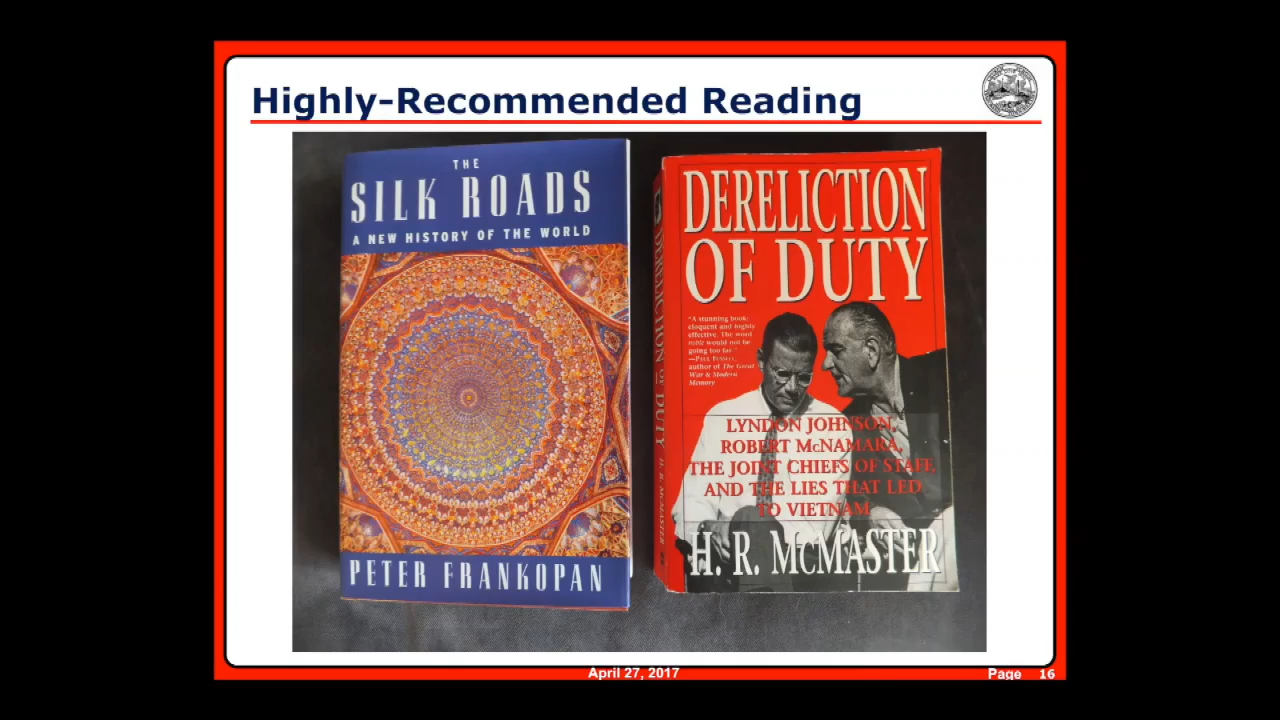 Highly-Recommended Reading
THE
SILK ROADS
A NEW HISTORY OF THE WORLD
PETER FRANKOPAN
DERELICTION OF DUTY H. R. McMASTER
DERELICTION
OF DUTY
"A stunning book:
eloquent and highly
effective. The word
noble would not be
going too far."
—PAUL FUSSELL,
author of The Great
War & Modern
Memory
LYNDON JOHNSON,
ROBERT McNAMARA,
THE JOINT CHIEFS OF STAFF,
AND THE LIES THAT LED
TO VIETNAM
H. R. McMASTER
April 27, 2017
Page 16